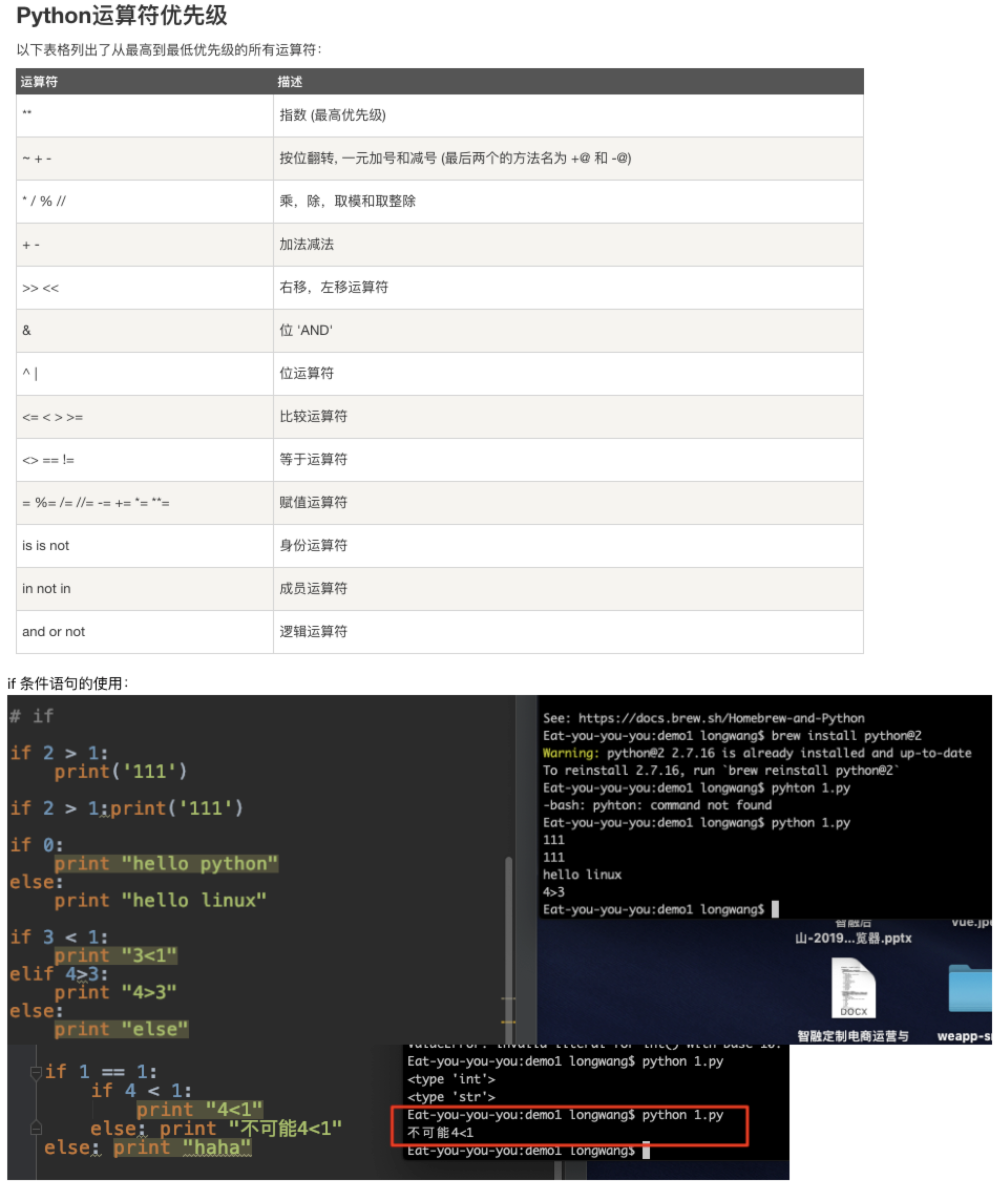 Python运算符优先级
以下表格列出了从最高到最低优先级的所有运算符：
运算符 描述
** 指数 (最高优先级)
~ + - 按位翻转, 一元加号和减号 (最后两个的方法名为 +@ 和 -@)
* / % // 乘，除，取模和取整除
+ - 加法减法
>> << 右移，左移运算符
& 位 'AND'
^ | 位运算符
<= < > >= 比较运算符
<> == != 等于运算符
= %= /= //= -= += *= **= 赋值运算符
is is not 身份运算符
in not in 成员运算符
and or not 逻辑运算符
if 条件语句的使用：
# if
if 2 > 1:
print('111')
if 2 > 1:print('111')
if 0:
print "hello python"
else:
print "hello linux"
if 3 < 1:
print "3<1"
elif 4>3:
print "4>3"
else:
print "else"
See: https://docs.brew.sh/Homebrew-and-Python
Eat-you-you-you:demo1 longwang$ brew install python@2
Warning: python@2 2.7.16 is already installed and up-to-date
To reinstall 2.7.16, run `brew reinstall python@2`
Eat-you-you-you:demo1 longwang$ pyhton 1.py
-bash: pyhton: command not found
Eat-you-you-you:demo1 longwang$ python 1.py
111
111
hello linux
4>3
Eat-you-you-you:demo1 longwang$
智融后
山-2019...览器.pptx
vue.jp
DOCX
智融定制电商运营与
weapp-s
if 1 == 1:
if 4 < 1:
print "4<1"
else: print "不可能4<1"
else: print "haha"
ValueError: invalid literal for int() with base 10:
Eat-you-you-you:demo1 longwang$ python 1.py
<type 'int'>
<type 'str'>
Eat-you-you-you:demo1 longwang$ python 1.py
不可能4<1
Eat-you-you-you:demo1 longwang$